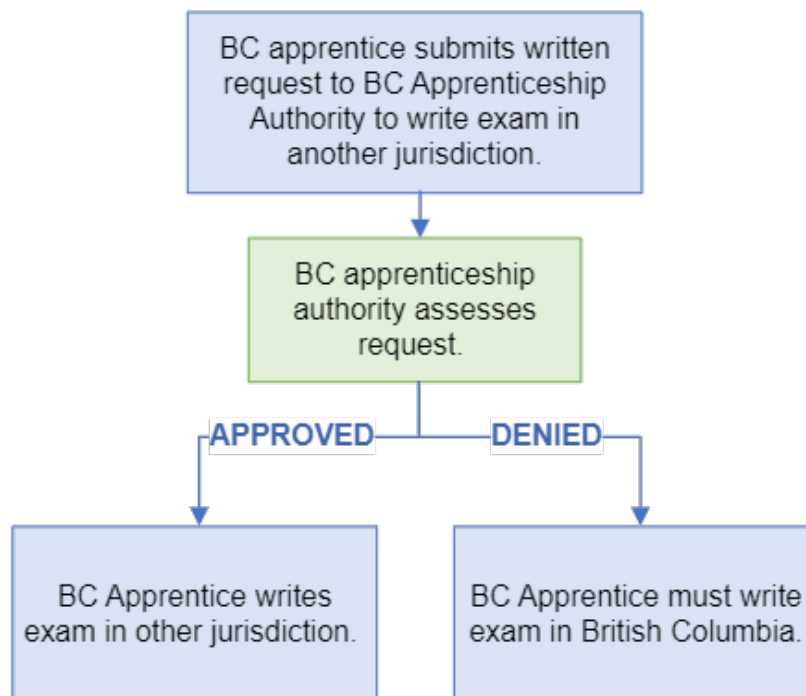 BC apprentice submits written
request to BC Apprenticeship
Authority to write exam in
another jurisdiction.
BC apprenticeship
authority assesses
request.
APPROVED
DENIED
BC Apprentice writes
exam in other jurisdiction.
BC Apprentice must write
exam in British Columbia.